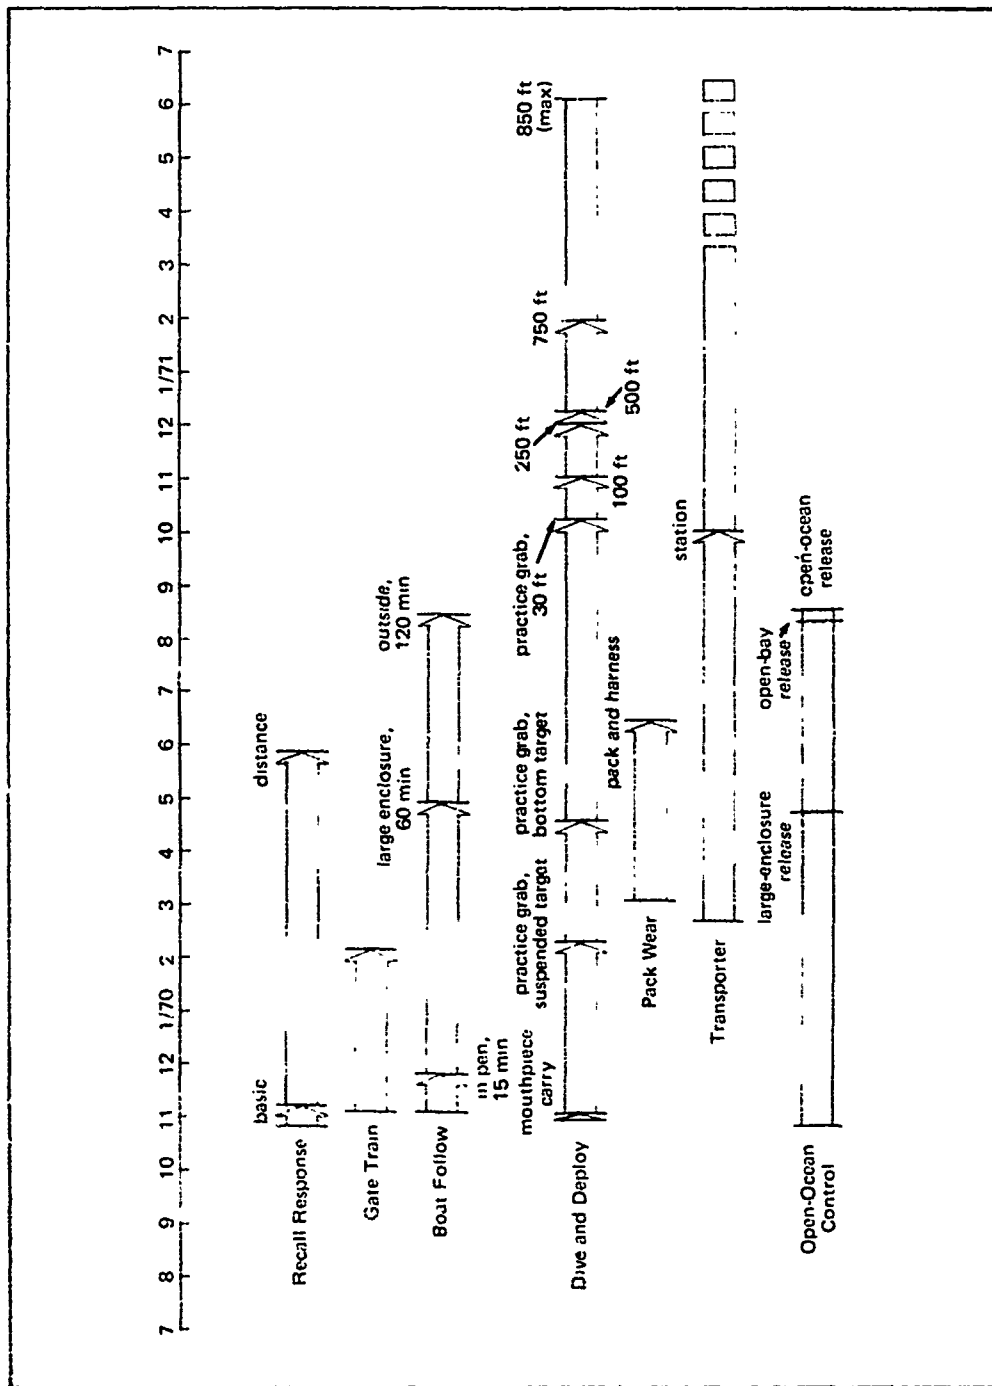 7 8 9 10 11 12 1/70 2 3 4 5 6 7 8 9 10 11 12 1/71 2 3 4 5 6 7
Recall Response
basic
distance
Gate Train
Boat Follow
in pen,
15 min
large enclosure,
60 min
outside,
120 min
Dive and Deploy
mouthpiece
carry
practice grab,
suspended target
practice grab,
bottom target
practice grab,
30 ft
100 ft
250 ft
500 ft
750 ft
850 ft
(max)
Pack Wear
pack and harness
Transporter
station
Open-Ocean
Control
large-enclosure
release
open-bay
release
open-ocean
release